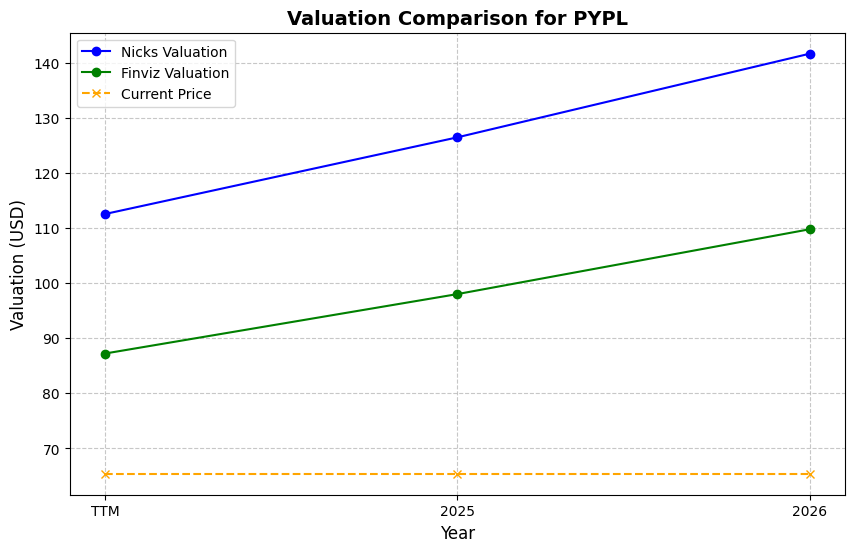 Valuation Comparison for PYPL
Nicks Valuation
Finviz Valuation
Current Price
Valuation (USD)
140
130
120
110
100
90
80
70
TTM
2025
2026
Year